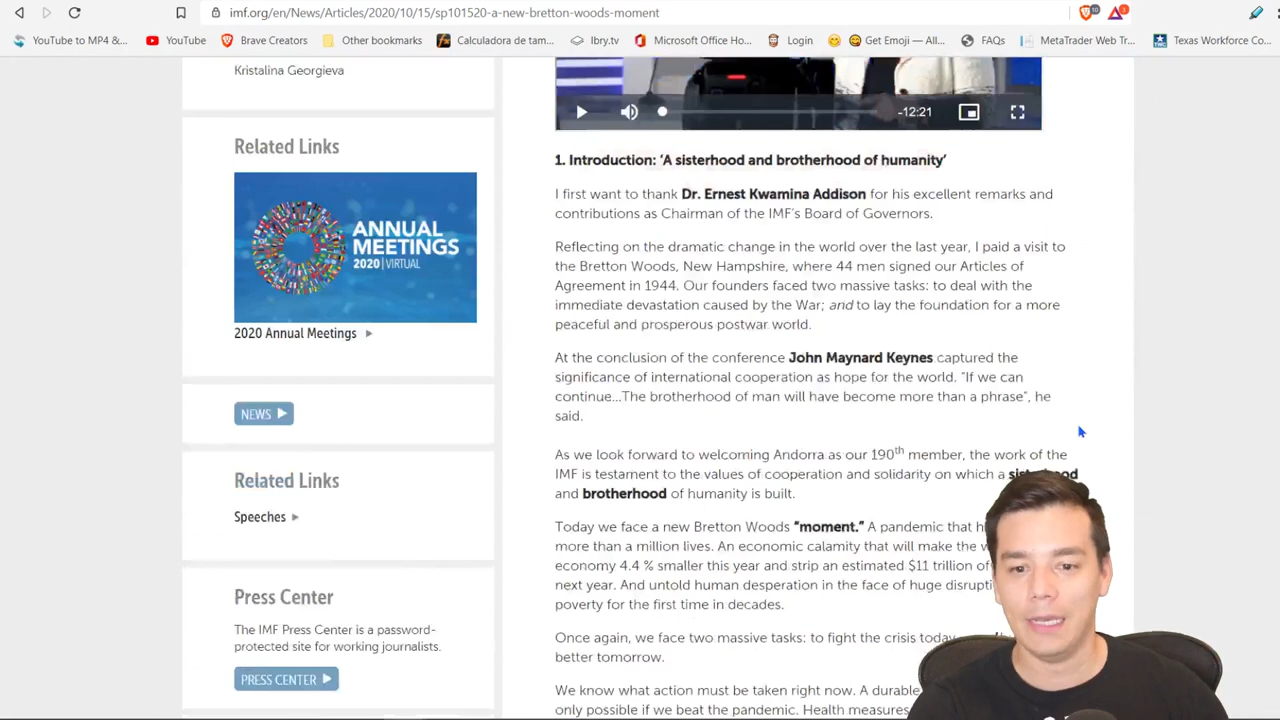 imf.org/en/News/Articles/2020/10/15/sp101520-a-new-bretton-woods-moment
10
3
YouTube to MP4 &...
YouTube
Brave Creators
Other bookmarks
Calculadora de tam...
lbry.tv
Microsoft Office Ho...
Login
Get Emoji — All...
FAQs
MetaTrader Web Tr...
Texas Workforce Co...
Kristalina Georgieva
Related Links
ANNUAL
MEETINGS
2020 | VIRTUAL
2020 Annual Meetings
NEWS
Related Links
Speeches
Press Center
The IMF Press Center is a password-
protected site for working journalists.
PRESS CENTER
-12:21
1. Introduction: ‘A sisterhood and brotherhood of humanity’
I first want to thank Dr. Ernest Kwamina Addison for his excellent remarks and
contributions as Chairman of the IMF’s Board of Governors.
Reflecting on the dramatic change in the world over the last year, I paid a visit to
the Bretton Woods, New Hampshire, where 44 men signed our Articles of
Agreement in 1944. Our founders faced two massive tasks: to deal with the
immediate devastation caused by the War; and to lay the foundation for a more
peaceful and prosperous postwar world.
At the conclusion of the conference John Maynard Keynes captured the
significance of international cooperation as hope for the world. “If we can
continue...The brotherhood of man will have become more than a phrase”, he
said.
As we look forward to welcoming Andorra as our 190th member, the work of the
IMF is testament to the values of cooperation and solidarity on which a
and brotherhood of humanity is built.
Today we face a new Bretton Woods “moment.” A pandemic that
more than a million lives. An economic calamity that will make the
economy 4.4 % smaller this year and strip an estimated $11 trillion of
next year. And untold human desperation in the face of huge
poverty for the first time in decades.
Once again, we face two massive tasks: to fight the crisis today
better tomorrow.
We know what action must be taken right now. A durable
only possible if we beat the pandemic. Health measures